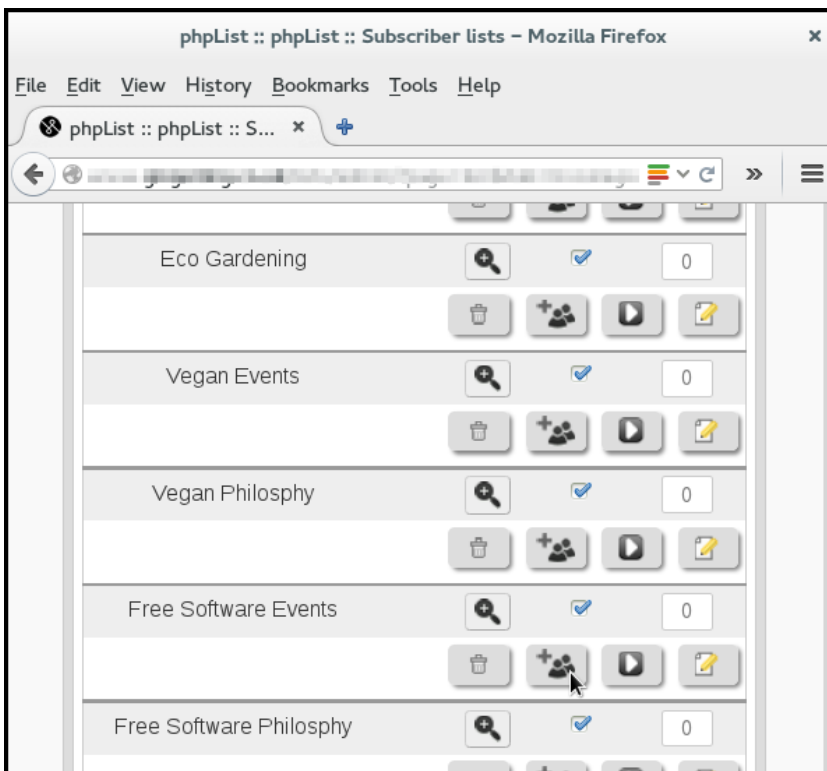 phpList :: phpList :: Subscriber lists – Mozilla Firefox
File Edit View History Bookmarks Tools Help
phpList :: phpList :: S...
Eco Gardening 0
Vegan Events 0
Vegan Philosphy 0
Free Software Events 0
Free Software Philosphy 0